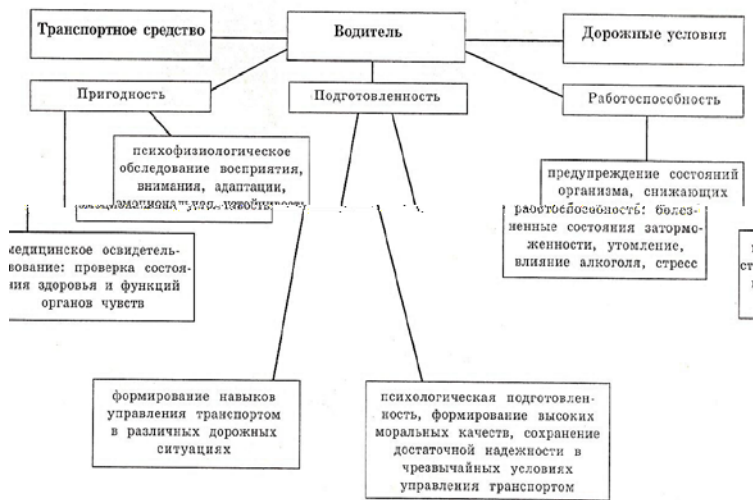 Транспортное средство
Водитель
Дорожные условия
Пригодность
Подготовленность
Работоспособность
психофизиологическое
обследование восприятия,
внимания, адаптации,
эмоциональная устойчивость
предупреждение состояний
организма, снижающих
работоспособность: болез-
ненные состояния затормо-
женности, утомление,
влияние алкоголя, стресс
медицинское освидетель-
вование: проверка состоя-
ния здоровья и функций
органов чувств
формирование навыков
управления транспортом
в различных дорожных
ситуациях
психологическая подготовлен-
ность, формирование высоких
моральных качеств, сохранение
достаточной надежности в
чрезвычайных условиях
управления транспортом